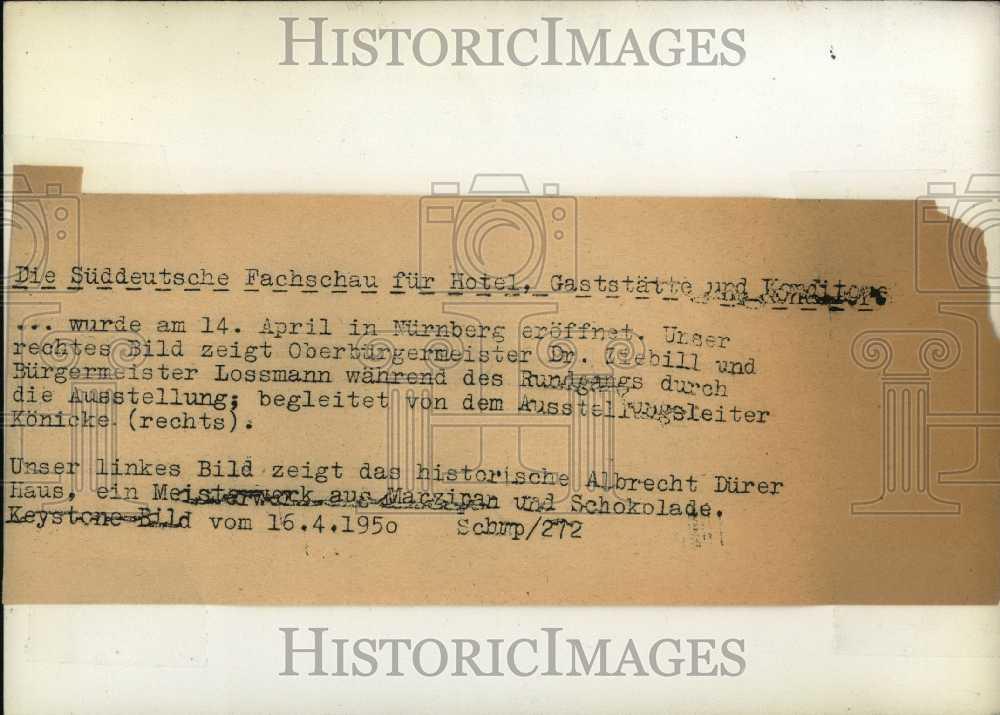 HISTORICIMAGES
Die Süddeutsche Fachschau für Hotel, Gaststätte und Konditore
... wurde am 14. April in Nürnberg eröffnet. Unser
rechtes Bild zeigt Oberbürgermeister Dr. Ziebill und
Bürgermeister Lossmann während des Rundgangs durch
die Ausstellung; begleitet von dem Ausstellungsleiter
Könicke (rechts).
Unser linkes Bild zeigt das historische Albrecht Dürer
Haus, ein Meisterwerk aus Marzipan und Schokolade.
Keystone-Bild vom 16.4.1950 /272
HISTORICIMAGES